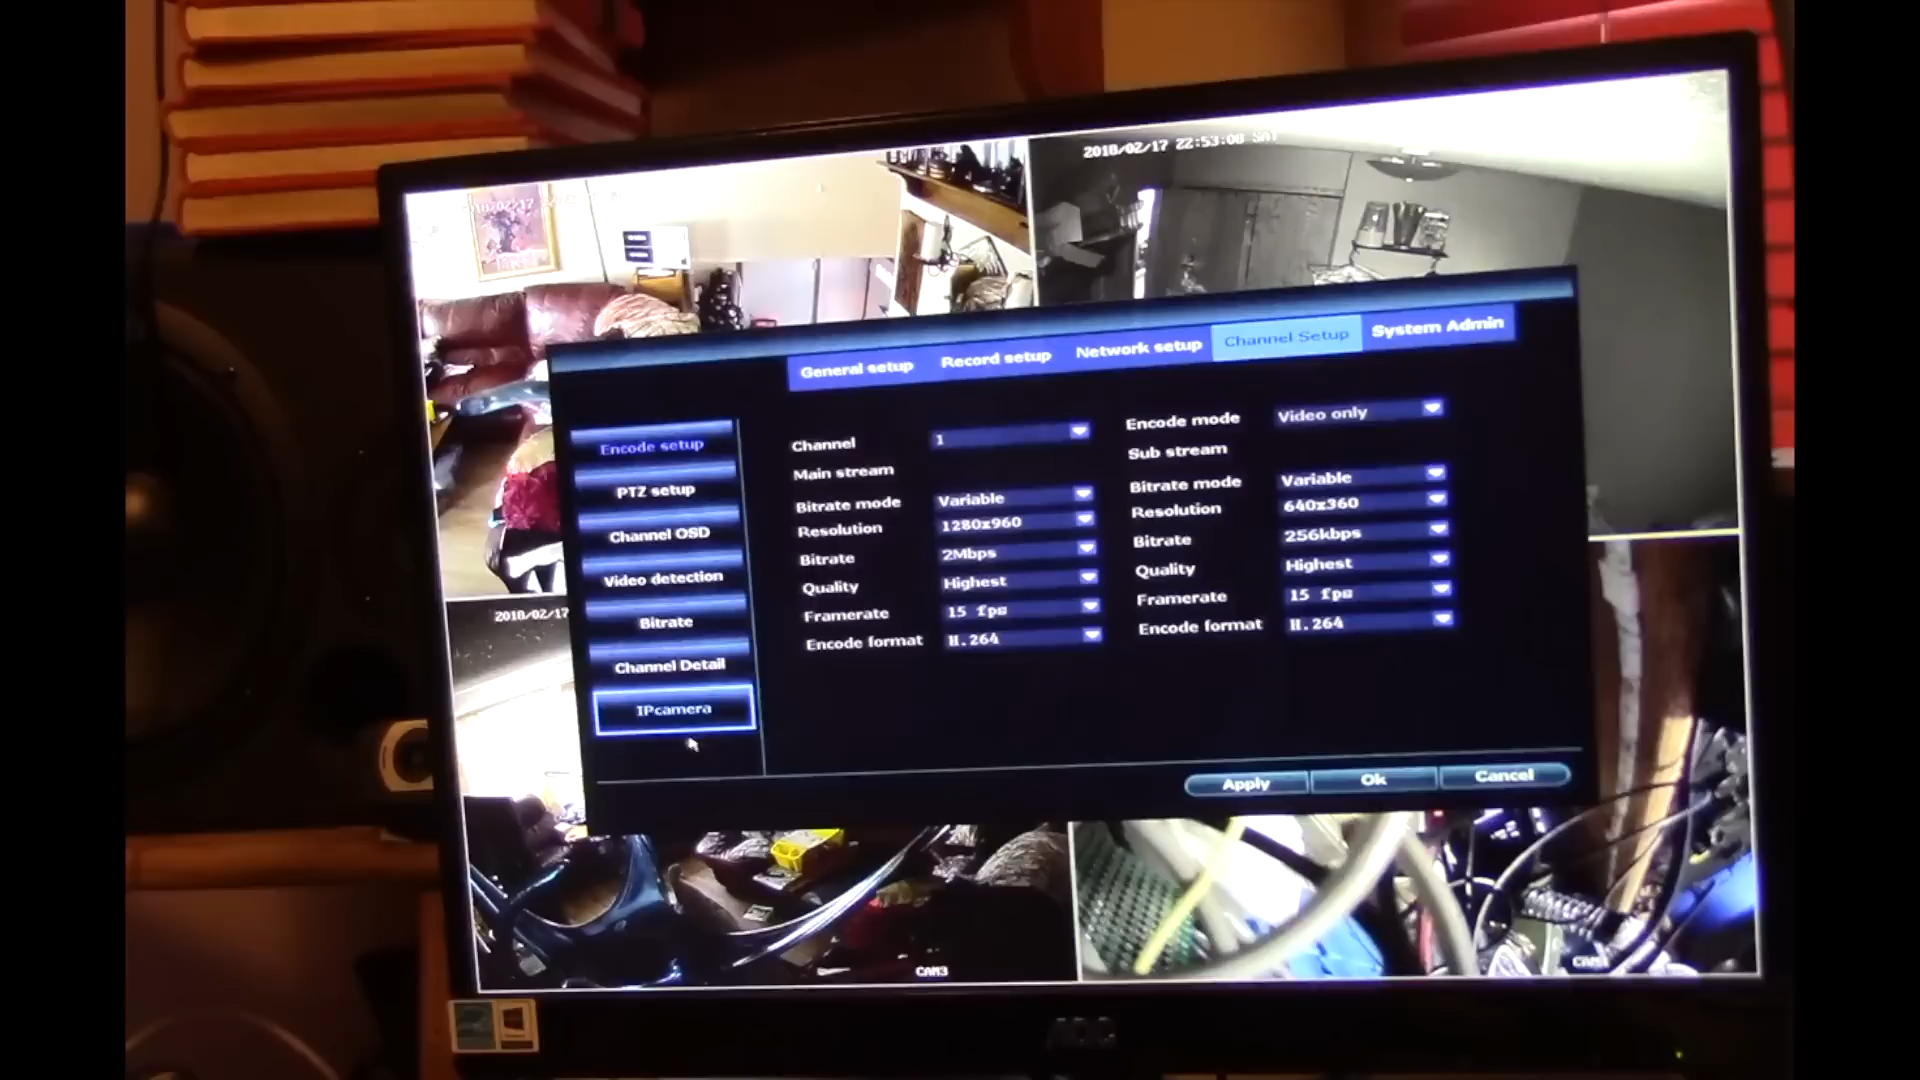 2018/02/17 22:53:08 SAT
General setup
Record setup
Network setup
Channel Setup
System Admin
Encode setup
PTZ setup
Channel OSD
Video detection
Bitrate
Channel Detail
IPcamera
Channel 1
Main stream
Bitrate mode Variable
Resolution 1280x960
Bitrate 2Mbps
Quality Highest
Framerate 15 fps
Encode format H.264
Encode mode Video only
Sub stream
Bitrate mode Variable
Resolution 640x360
Bitrate 256kbps
Quality Highest
Framerate 15 fps
Encode format H.264
Apply
Ok
Cancel
2018/02/17
CAM3